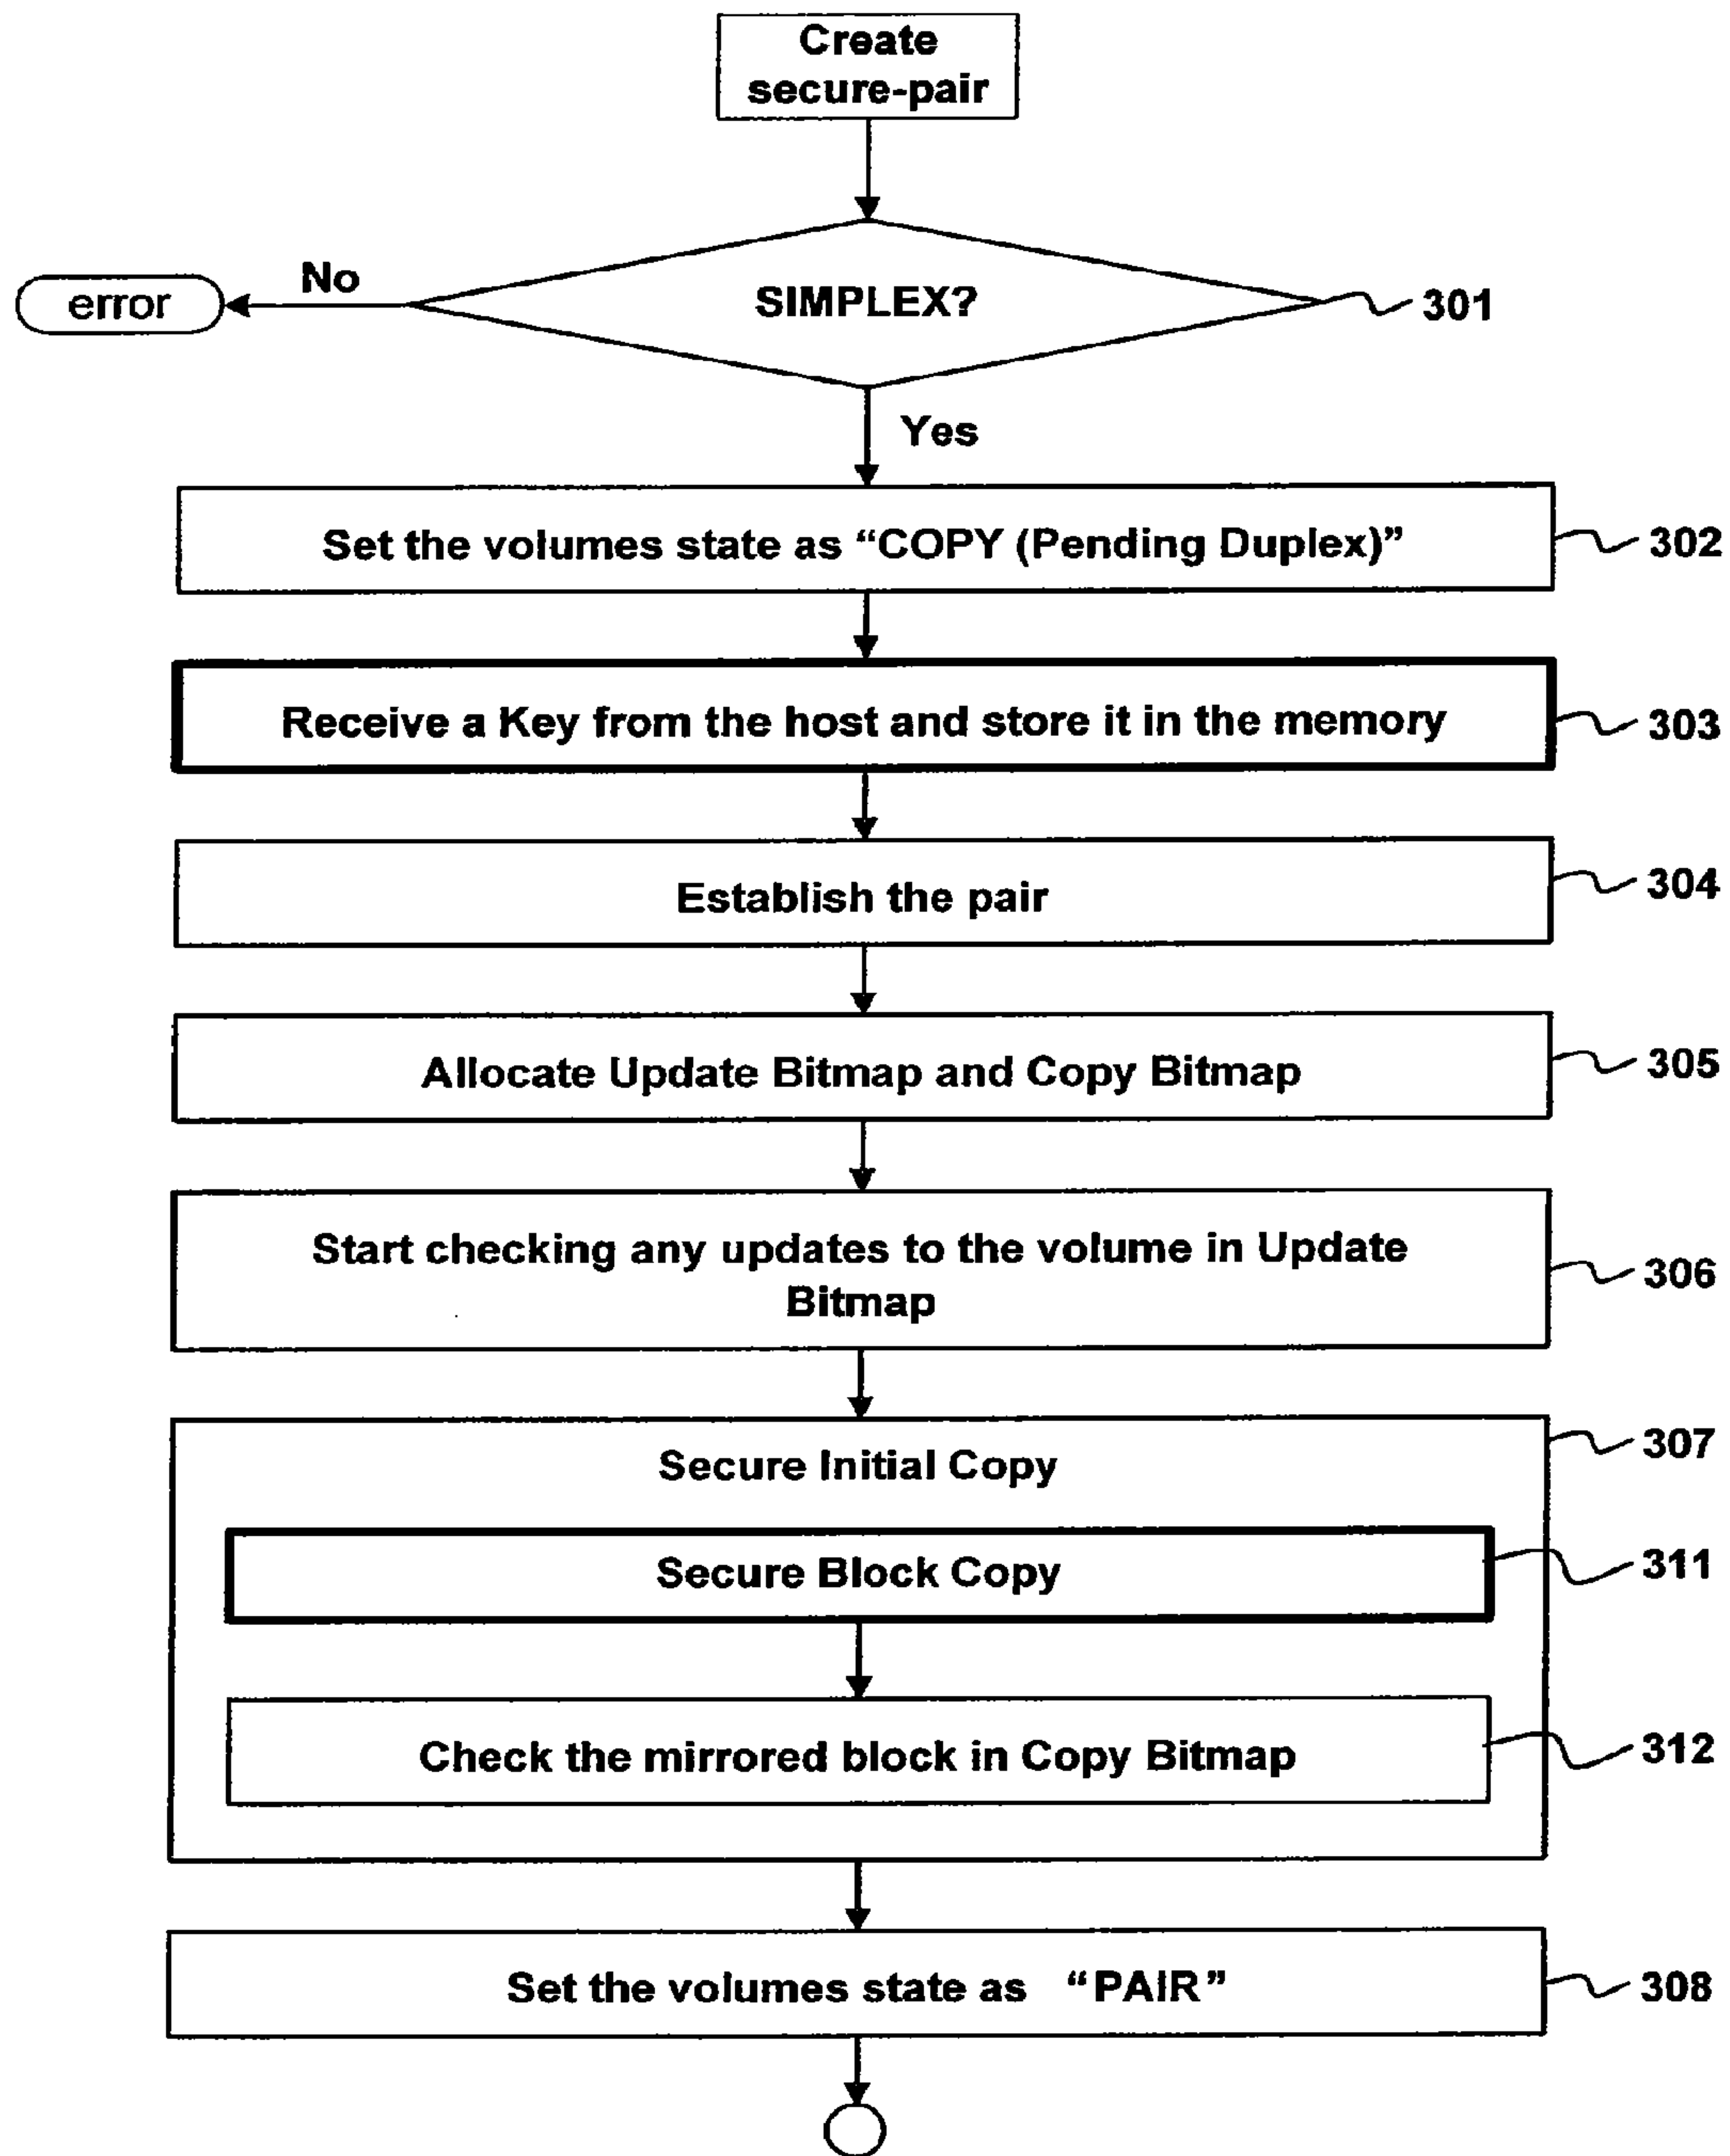 Create
secure-pair
No
error
SIMPLEX?
301
Yes
Set the volumes state as “COPY (Pending Duplex)”
302
Receive a Key from the host and store it in the memory
303
Establish the pair
304
Allocate Update Bitmap and Copy Bitmap
305
Start checking any updates to the volume in Update
Bitmap
306
Secure Initial Copy
307
Secure Block Copy
311
Check the mirrored block in Copy Bitmap
312
Set the volumes state as “PAIR”
308